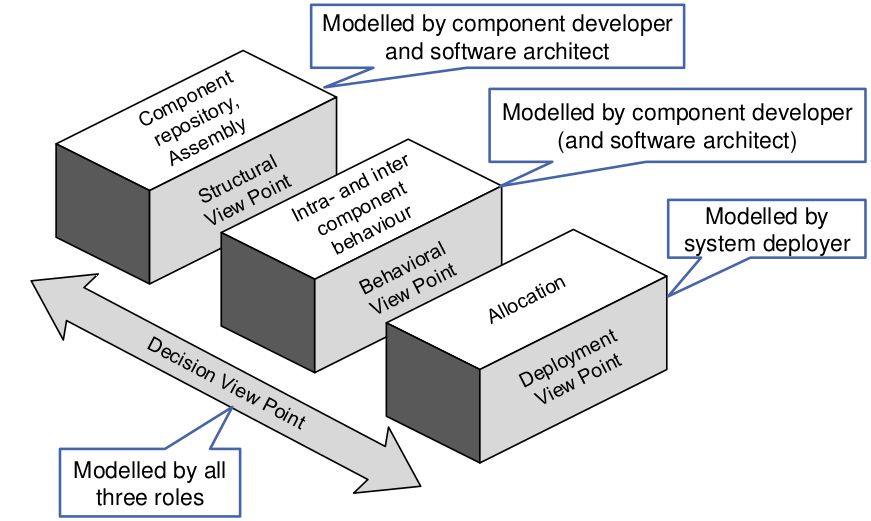 Modelled by component developer
and software architect
Component
repository,
Assembly
Structural
View Point
Modelled by component developer
(and software architect)
Intra- and inter
component
behaviour
Behavioral
View Point
Modelled by
system deployer
Allocation
Deployment
View Point
Decision View Point
Modelled by all
three roles